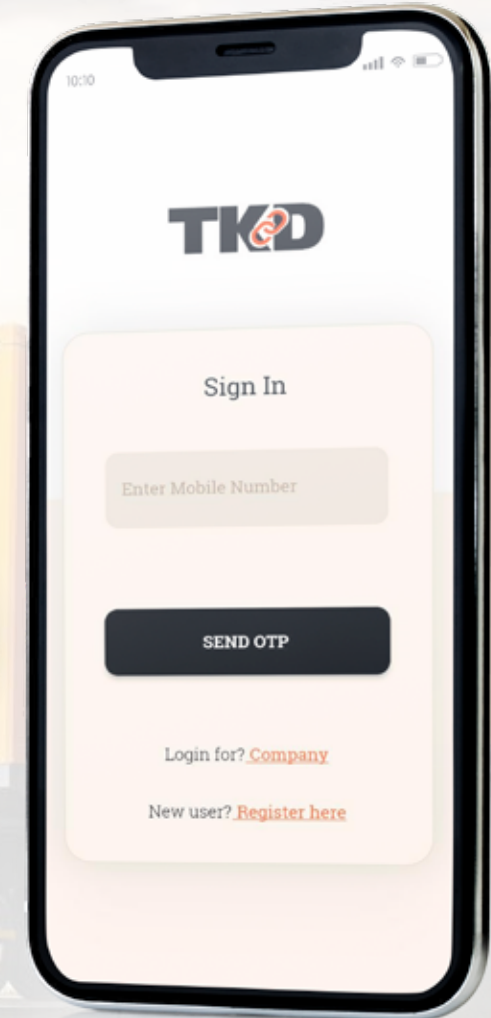 10:10
TKD
Sign In
Enter Mobile Number
SEND OTP
Login for? Company
New user? Register here